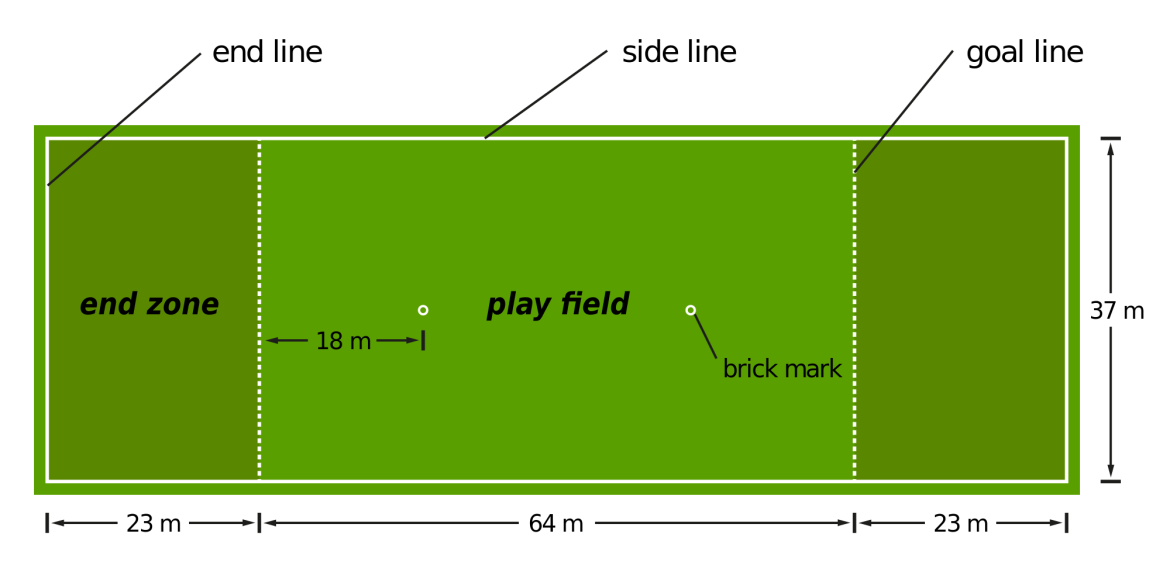 end line
side line
goal line
end zone
play field
18 m
37 m
brick mark
23 m
64 m
23 m